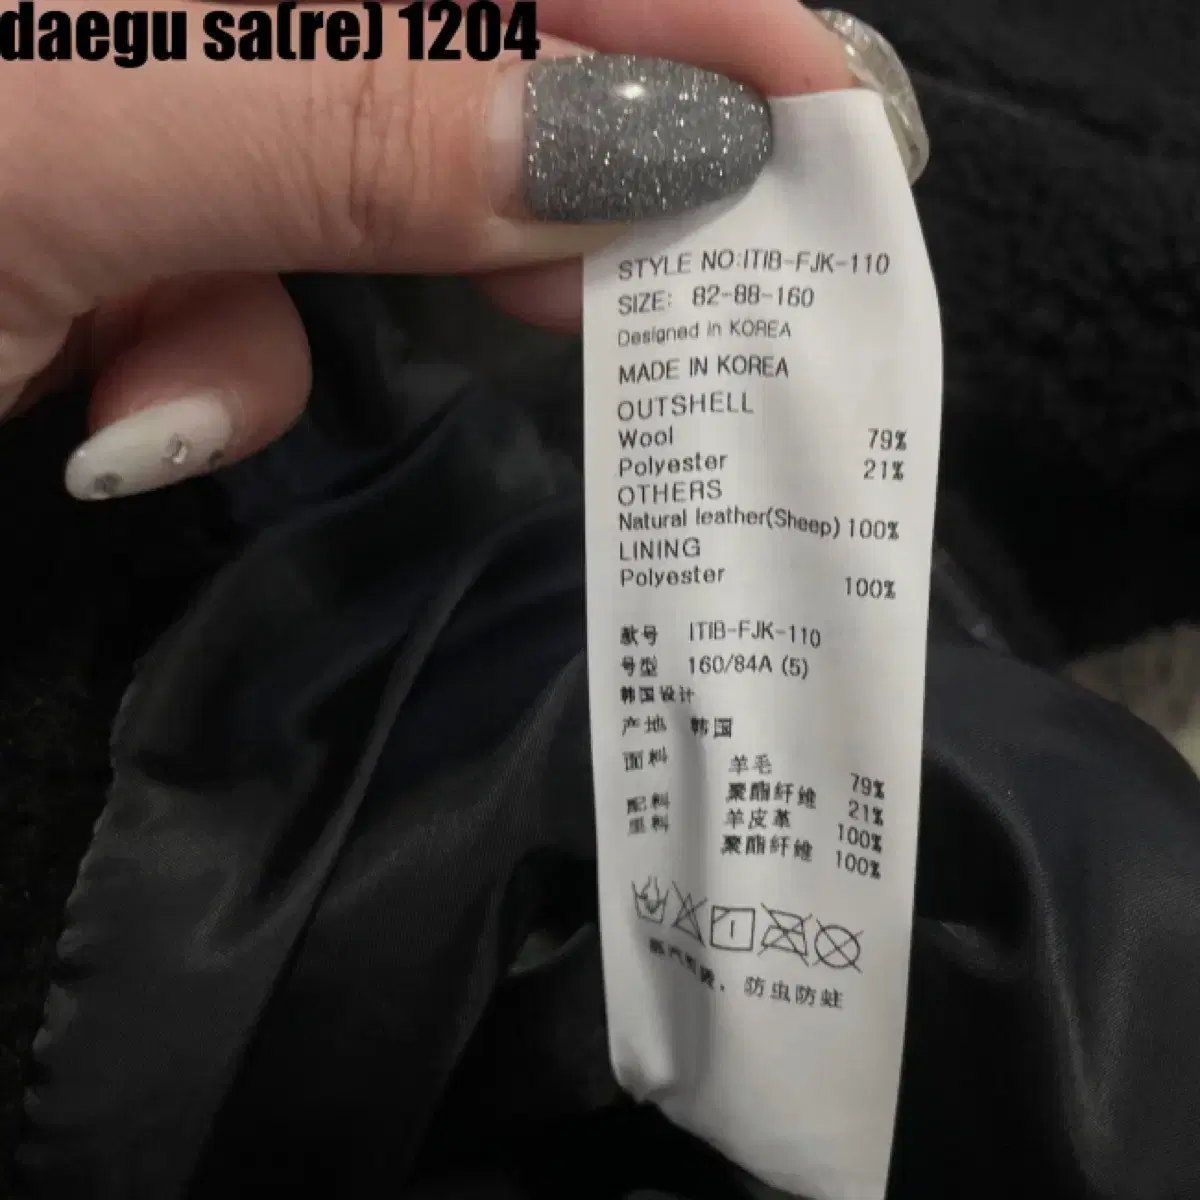 daegu sa(re) 1204
STYLE NO:ITIB-FJK-110
SIZE: 82-88-160
Designed in KOREA
MADE IN KOREA
OUTSHELL
Wool 79%
Polyester 21%
OTHERS
Natural leather(Sheep) 100%
LINING
Polyester 100%
款号 ITIB-FJK-110
号型 160/84A (5)
韩国设计
产地 韩国
面料 羊毛 79%
聚酯纤维 21%
配料 羊皮革 100%
里料 聚酯纤维 100%
蒸汽熨烫、防虫防蛀